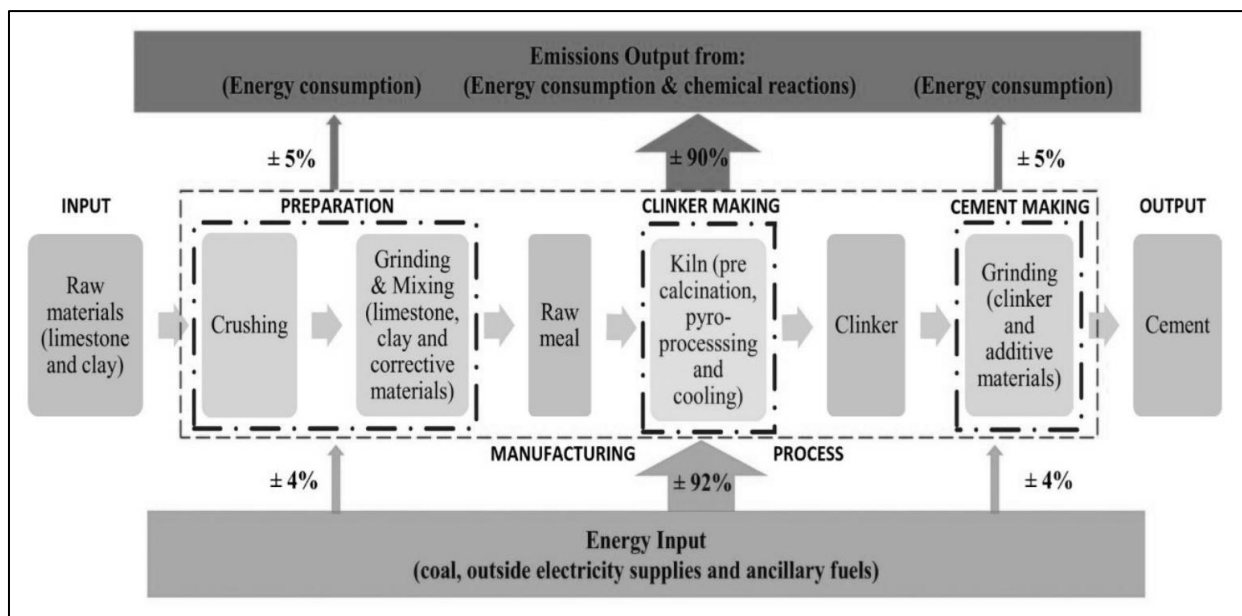 Emissions Output from:
(Energy consumption)
(Energy consumption & chemical reactions)
(Energy consumption)
± 5%
± 90%
± 5%
INPUT
PREPARATION
CLINKER MAKING
CEMENT MAKING
OUTPUT
Raw
materials
(limestone
and clay)
Crushing
Grinding
& Mixing
(limestone,
clay and
corrective
materials)
Raw
meal
Kiln (pre
calcination,
pyro-
processsing
and
cooling)
Clinker
Grinding
(clinker
and
additive
materials)
Cement
MANUFACTURING
PROCESS
± 4%
± 92%
± 4%
Energy Input
(coal, outside electricity supplies and ancillary fuels)